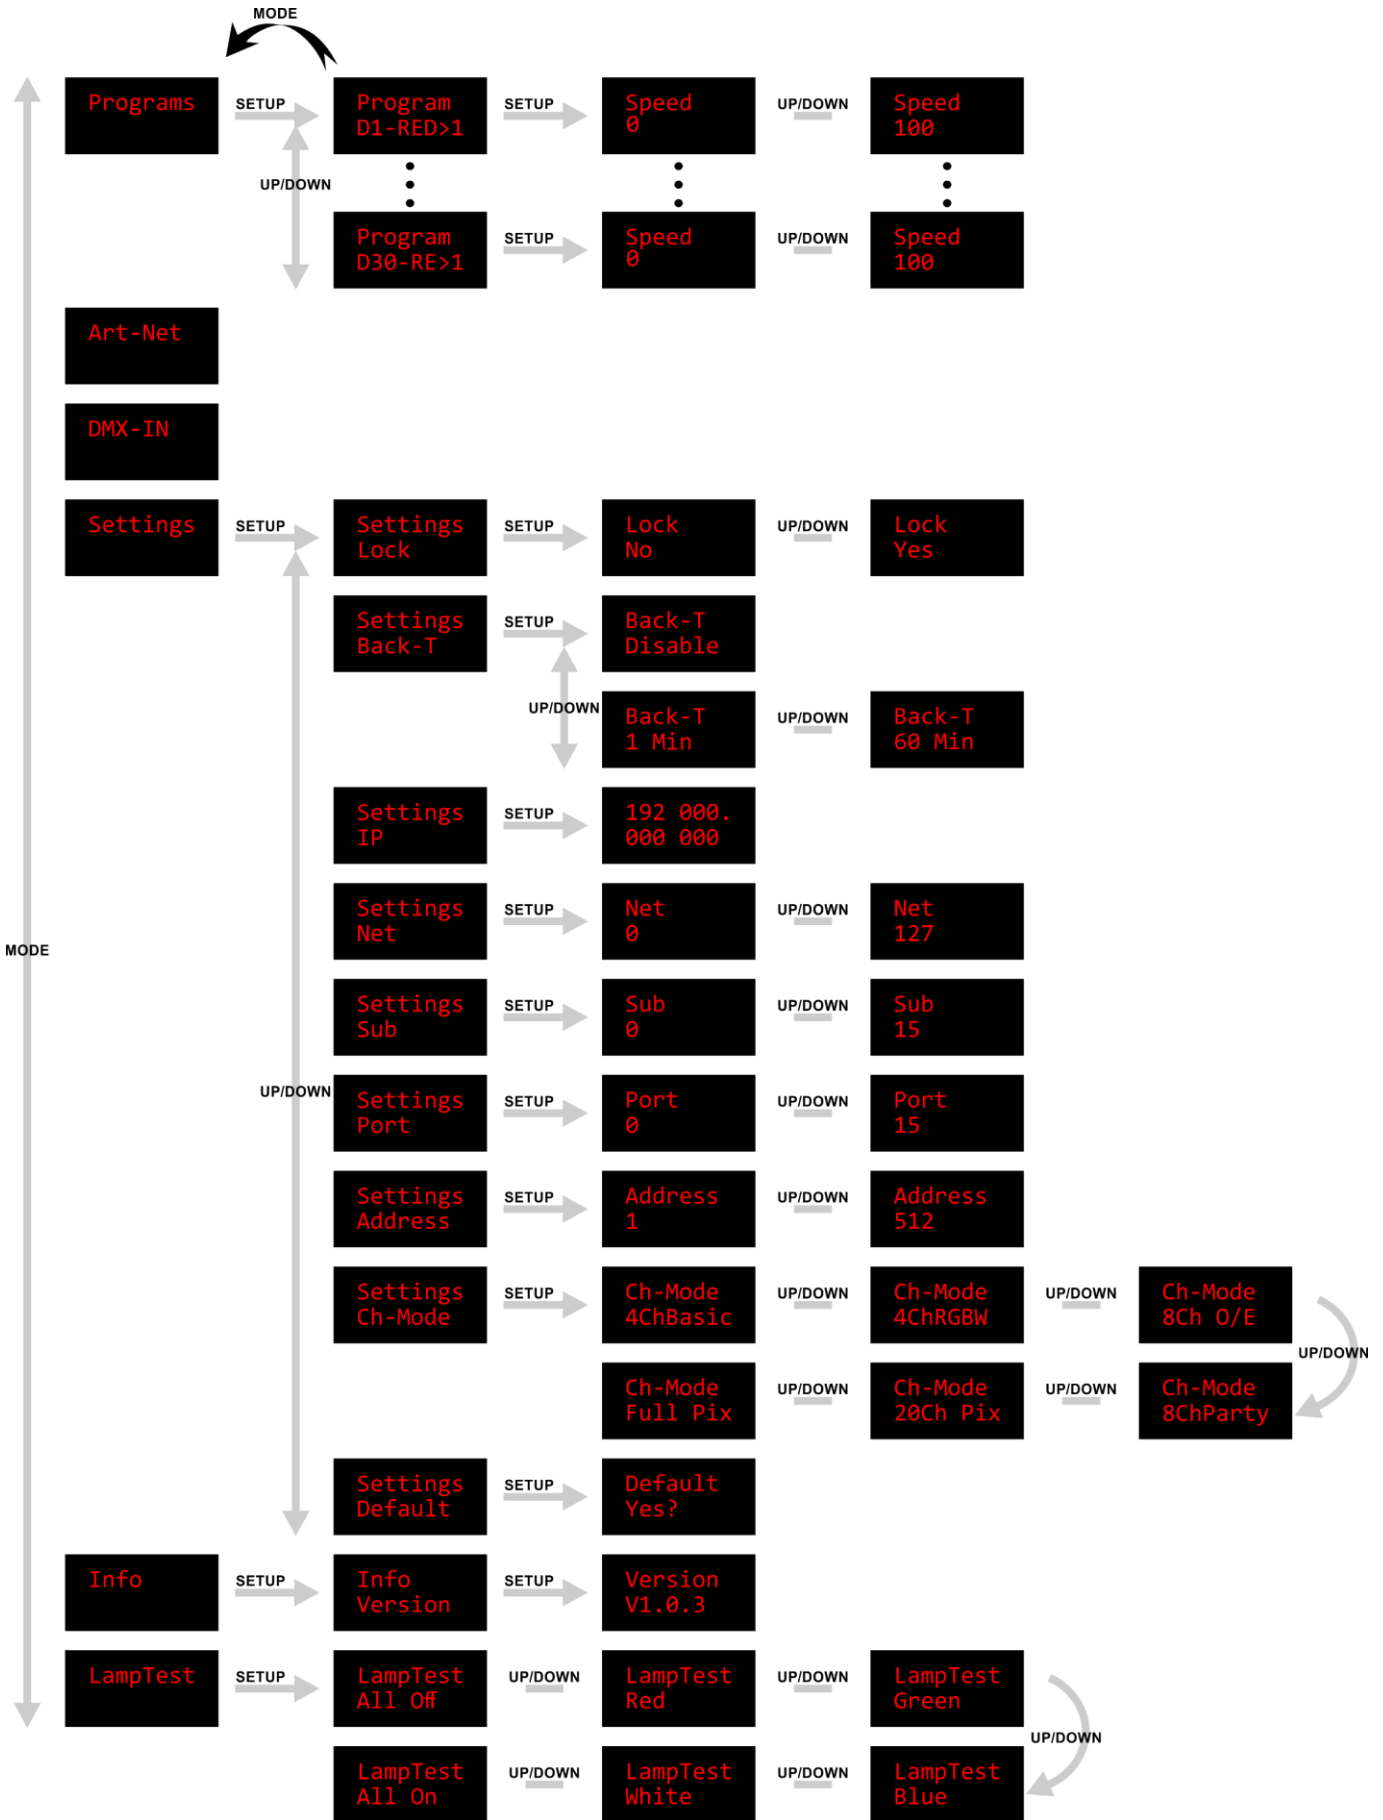 MODE
Programs
SETUP
Program
D1-RED>1
SETUP
Speed
0
UP/DOWN
Speed
100
UP/DOWN
Program
D30-RE>1
SETUP
Speed
0
UP/DOWN
Speed
100
Art-Net
DMX-IN
Settings
SETUP
Settings
Lock
SETUP
Lock
No
UP/DOWN
Lock
Yes
Settings
Back-T
SETUP
Back-T
Disable
UP/DOWN
Back-T
1 Min
UP/DOWN
Back-T
60 Min
Settings
IP
SETUP
192 000.
000 000
Settings
Net
SETUP
Net
0
UP/DOWN
Net
127
MODE
Settings
Sub
SETUP
Sub
0
UP/DOWN
Sub
15
UP/DOWN
Settings
Port
SETUP
Port
0
UP/DOWN
Port
15
Settings
Address
SETUP
Address
1
UP/DOWN
Address
512
Settings
Ch-Mode
SETUP
Ch-Mode
4ChBasic
UP/DOWN
Ch-Mode
4ChRGBW
UP/DOWN
Ch-Mode
8Ch O/E
UP/DOWN
Ch-Mode
Full Pix
UP/DOWN
Ch-Mode
20Ch Pix
UP/DOWN
Ch-Mode
8ChParty
Settings
Default
SETUP
Default
Yes?
Info
SETUP
Info
Version
SETUP
Version
V1.0.3
LampTest
SETUP
LampTest
All Off
UP/DOWN
LampTest
Red
UP/DOWN
LampTest
Green
UP/DOWN
LampTest
All On
UP/DOWN
LampTest
White
UP/DOWN
LampTest
Blue